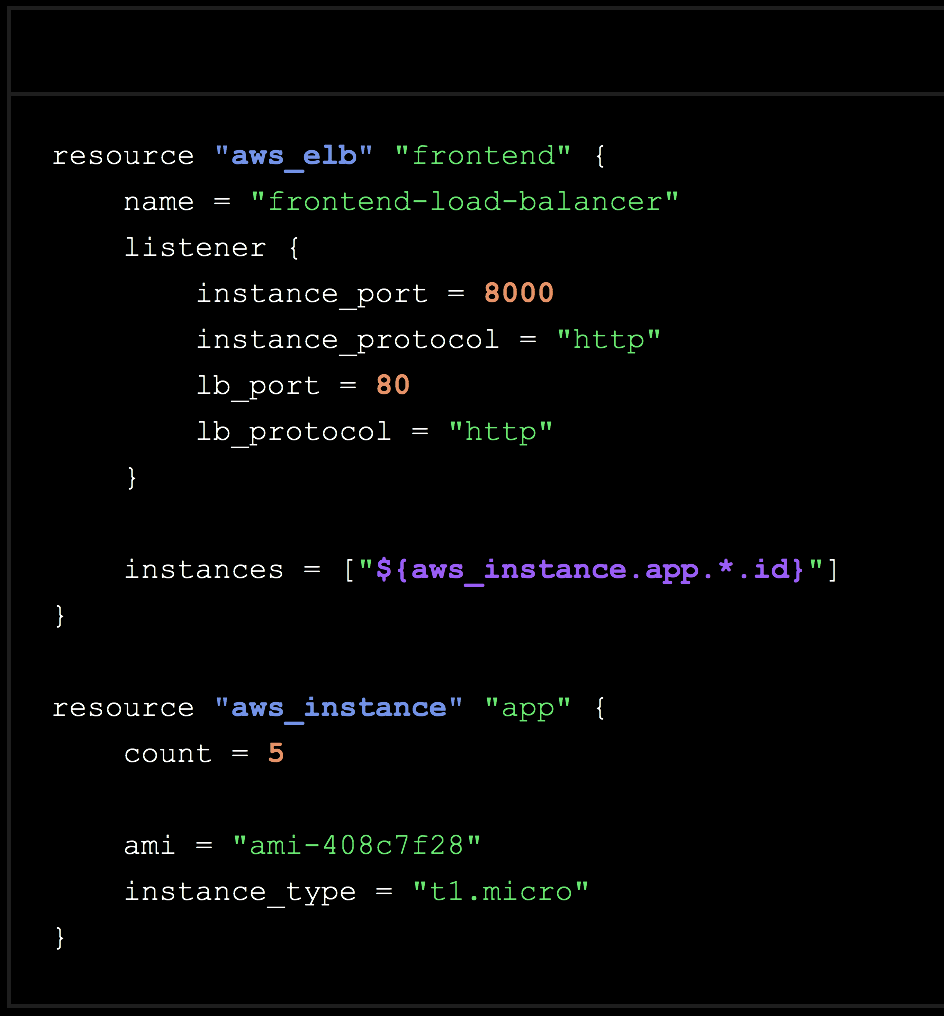 resource "aws_elb" "frontend" {
    name = "frontend-load-balancer"
    listener {
        instance_port = 8000
        instance_protocol = "http"
        lb_port = 80
        lb_protocol = "http"
    }

    instances = ["${aws_instance.app.*.id}"]
}

resource "aws_instance" "app" {
    count = 5

    ami = "ami-408c7f28"
    instance_type = "t1.micro"
}